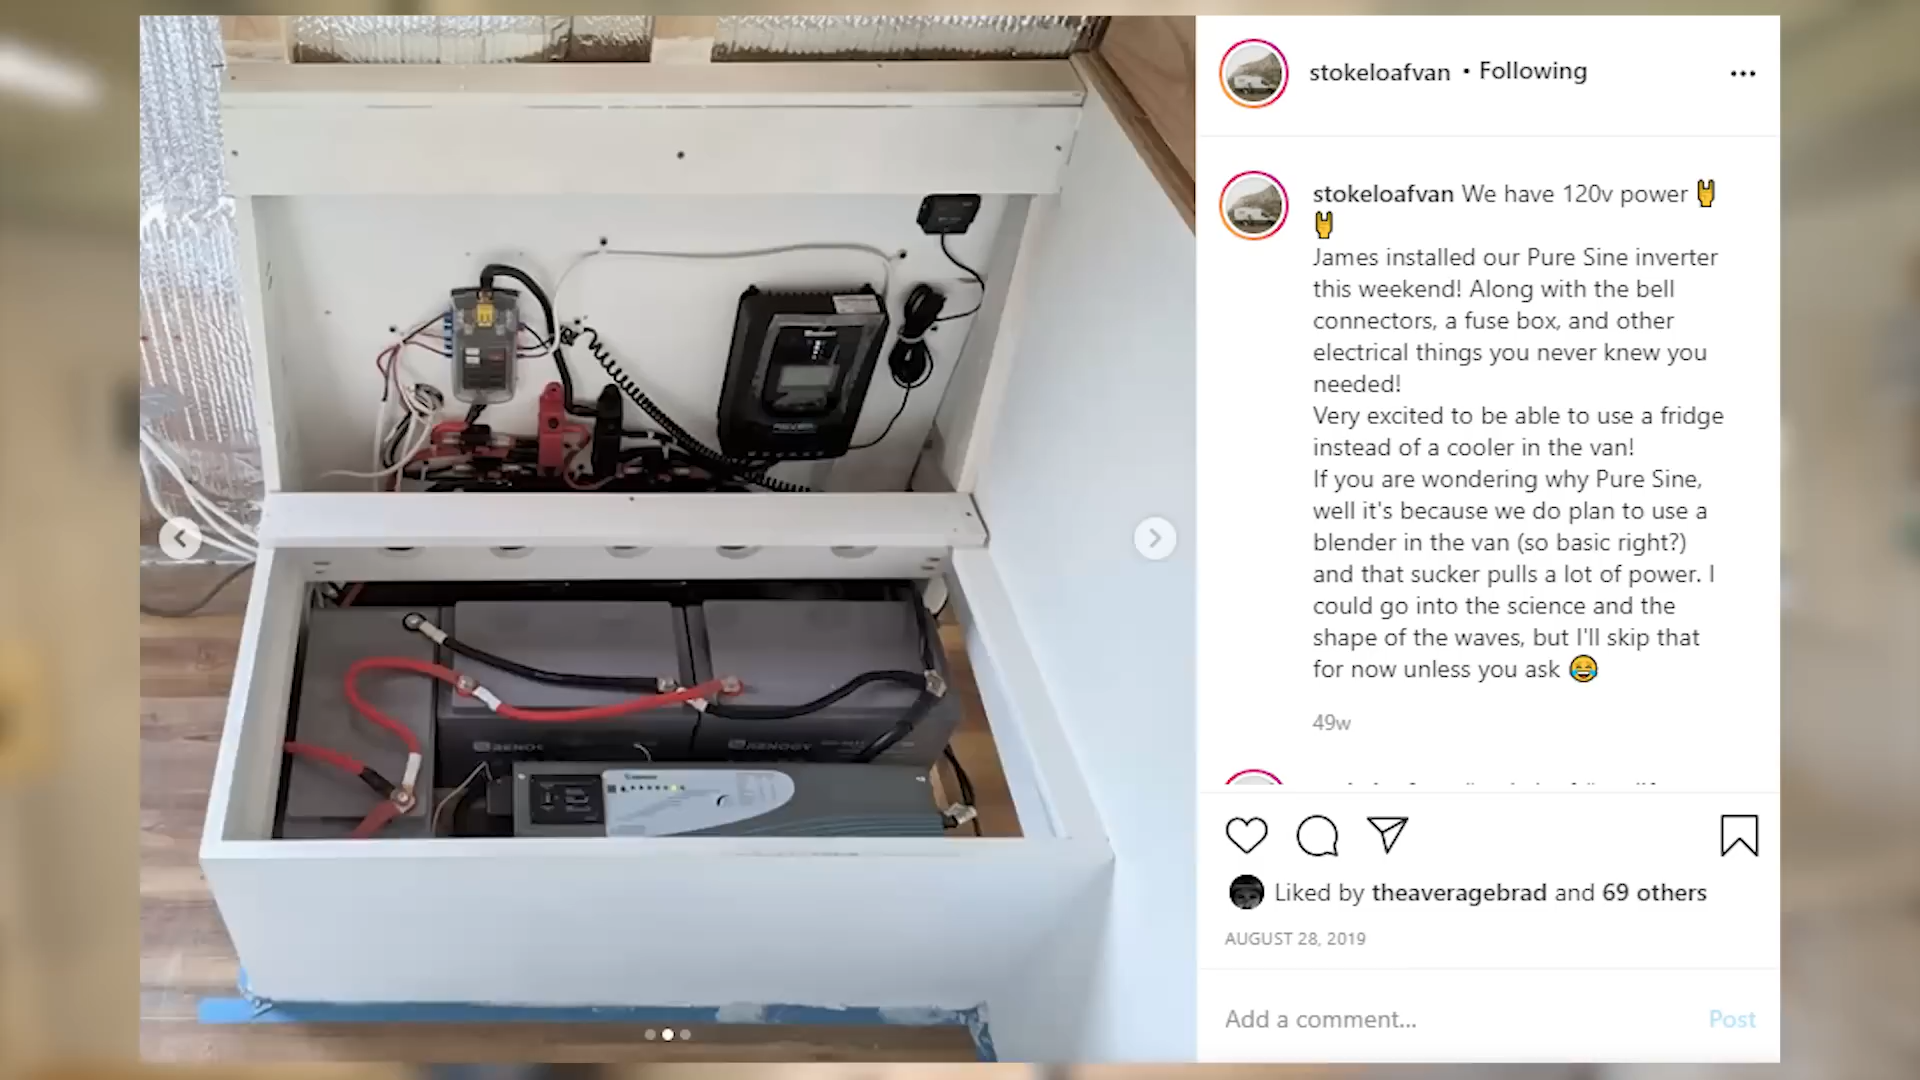 stokeloafvan • Following
stokeloafvan We have 120v power 🤘
🤘
James installed our Pure Sine inverter
this weekend! Along with the bell
connectors, a fuse box, and other
electrical things you never knew you
needed!
Very excited to be able to use a fridge
instead of a cooler in the van!
If you are wondering why Pure Sine,
well it's because we do plan to use a
blender in the van (so basic right?)
and that sucker pulls a lot of power. I
could go into the science and the
shape of the waves, but I'll skip that
for now unless you ask 😂
49w
Liked by theaveragebrad and 69 others
AUGUST 28, 2019
Add a comment... Post
RENOGY